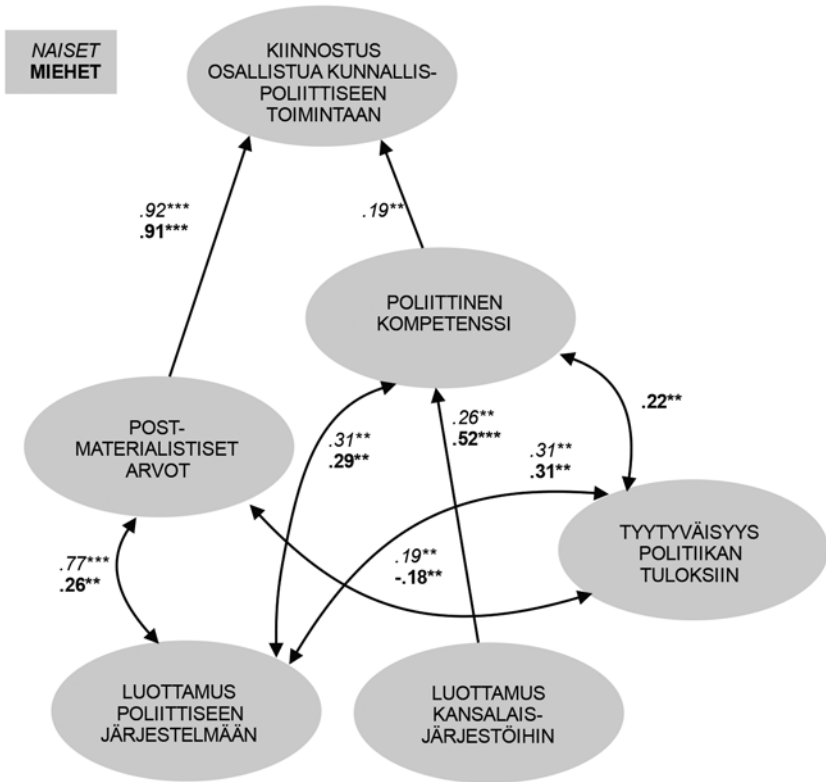 NAISET
MIEHET
KIINNOSTUS
OSALLISTUA KUNNALLIS-
POLIITTISEEN
TOIMINTAAN
.92***
.91***
.19**
POLIITTINEN
KOMPETENSSI
POST-
MATERIALISTISET
ARVOT
.31**
.29**
.26**
.52***
.31**
.31**
.22**
TYYTYVÄISYYS
POLITIIKAN
TULOKSIIN
.77***
.26**
.19**
-.18**
LUOTTAMUS
POLIITTISEEN
JÄRJESTELMÄÄN
LUOTTAMUS
KANSALAIS-
JÄRJESTÖIHIN